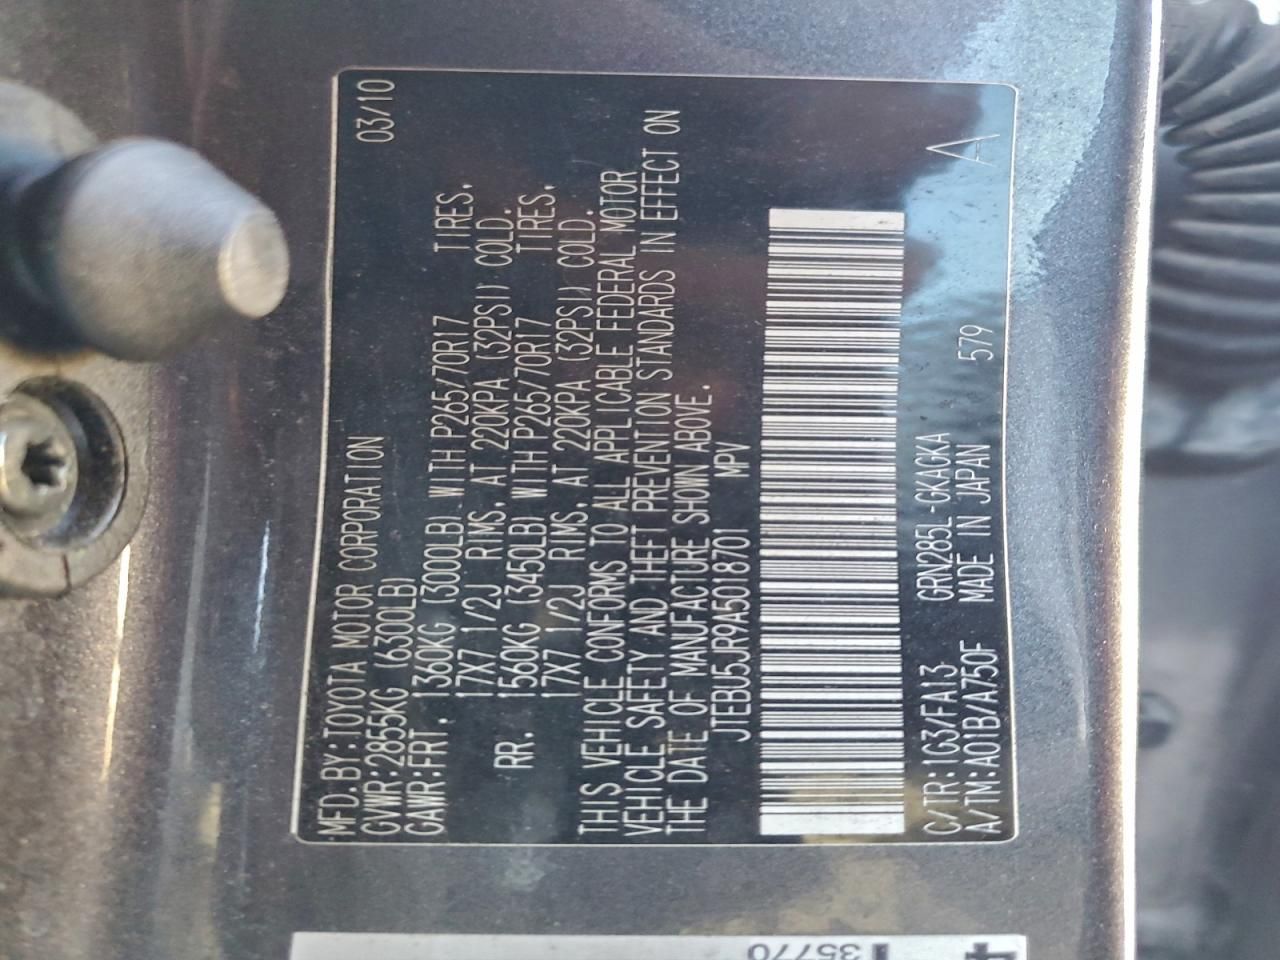 MFD.BY:TOYOTA MOTOR CORPORATION 03/10
GVWR:2855KG (6300LB)
GAWR:FRT. 1360KG (3000LB) WITH P265/70R17 TIRES,
17X7 1/2J RIMS, AT 220KPA (32PSI) COLD.
RR. 1560KG (3450LB) WITH P265/70R17 TIRES,
17X7 1/2J RIMS, AT 220KPA (32PSI) COLD.
THIS VEHICLE CONFORMS TO ALL APPLICABLE FEDERAL MOTOR
VEHICLE SAFETY AND THEFT PREVENTION STANDARDS IN EFFECT ON
THE DATE OF MANUFACTURE SHOWN ABOVE.
JTEBU5JR9A5018701 MPV
C/TR:1G3/FA13 GRN285L-GKAGKA A
A/TM:A01B/A750F MADE IN JAPAN 579
35770